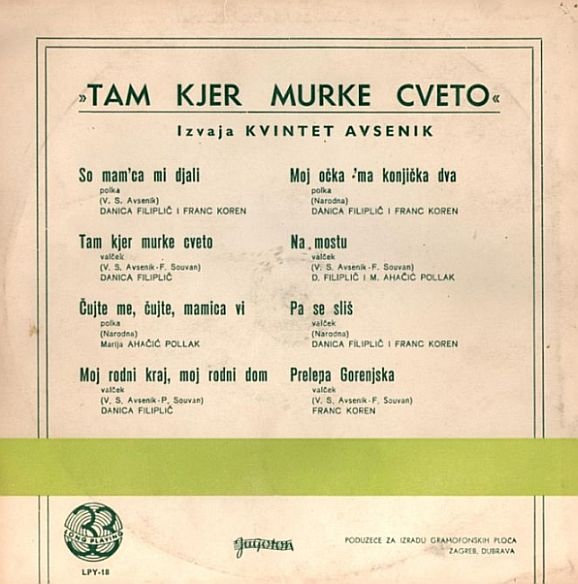 »TAM KJER MURKE CVETO«
Izvaja KVINTET AVSENIK
So mam'ca mi djali
polka
(V. S. Avsenik)
DANICA FILIPLIČ I FRANC KOREN
Tam kjer murke cveto
valček
(V. S. Avsenik-F. Souvan)
DANICA FILIPLIČ
Čujte me, čujte, mamica vi
polka
(Narodna)
Marija AHAČIĆ POLLAK
Moj rodni kraj, moj rodni dom
valček
(V. S. Avsenik-P. Souvan)
DANICA FILIPLIČ
Moj očka 'ma konjička dva
polka
(Narodna)
DANICA FILIPLIČ I FRANC KOREN
Na mostu
valček
(V. S. Avsenik-F. Souvan)
D. FILIPLIČ I M. AHAČIĆ POLLAK
Pa se sliš
valček
(Narodna)
DANICA FILIPLIČ I FRANC KOREN
Prelepa Gorenjska
valček
(V. S. Avsenik-F. Souvan)
FRANC KOREN
33
LONG PLAYING
LPY-18
Jugoton
PODUZEĆE ZA IZRADU GRAMOFONSKIH PLOČA
ZAGREB, DUBRAVA